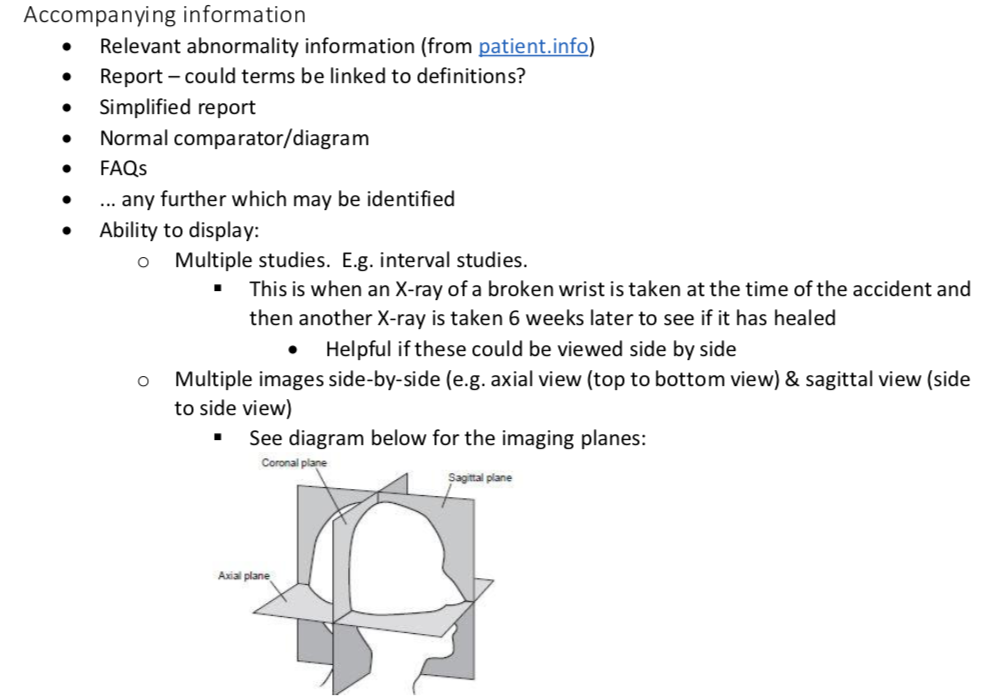 Accompanying information
• Relevant abnormality information (from patient.info)
• Report – could terms be linked to definitions?
• Simplified report
• Normal comparator/diagram
• FAQs
• ... any further which may be identified
• Ability to display:
o Multiple studies.  E.g. interval studies.
▪ This is when an X-ray of a broken wrist is taken at the time of the accident and
then another X-ray is taken 6 weeks later to see if it has healed
• Helpful if these could be viewed side by side
o Multiple images side-by-side (e.g. axial view (top to bottom view) & sagittal view (side
to side view)
▪ See diagram below for the imaging planes:
Coronal plane
Sagittal plane
Axial plane